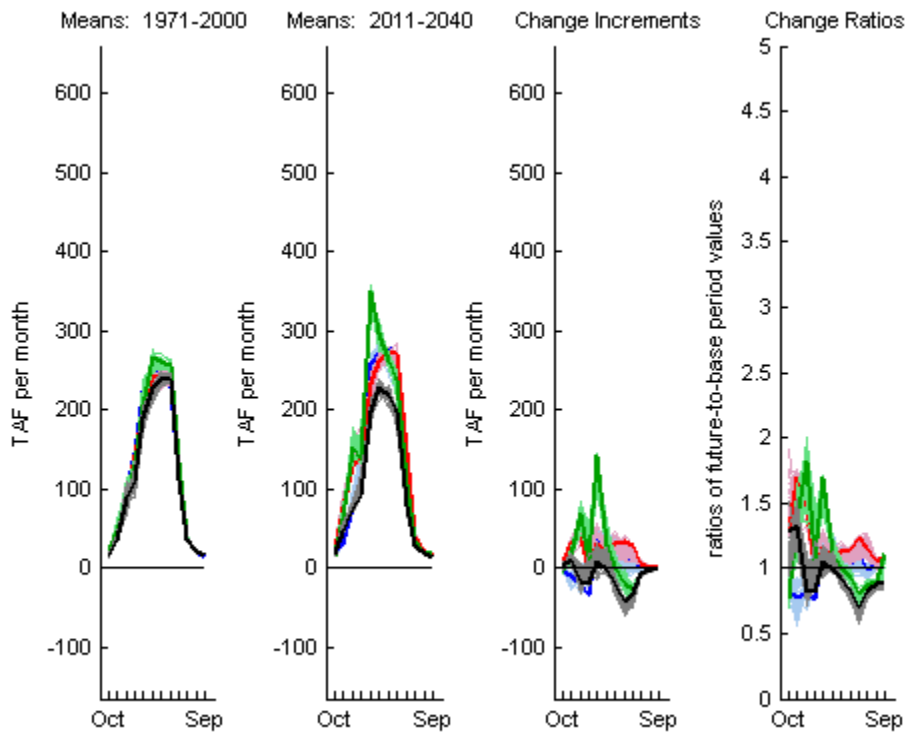 Means: 1971-2000
TAF per month
600
500
400
300
200
100
0
-100
Oct Sep
Means: 2011-2040
TAF per month
600
500
400
300
200
100
0
-100
Oct Sep
Change Increments
TAF per month
600
500
400
300
200
100
0
-100
Oct Sep
Change Ratios
ratios of future-to-base period values
5
4.5
4
3.5
3
2.5
2
1.5
1
0.5
0
Oct Sep